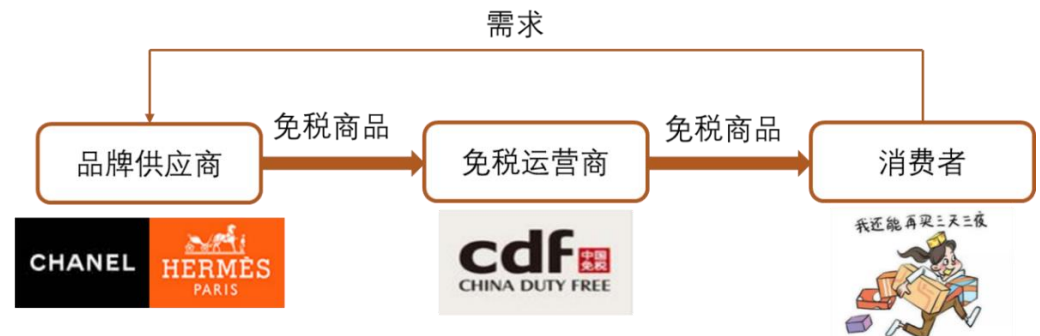 需求
免税商品
免税商品
品牌供应商
免税运营商
消费者
CHANEL
HERMÈS
PARIS
cdf
中国
免税
CHINA DUTY FREE
我还能再买三天三夜